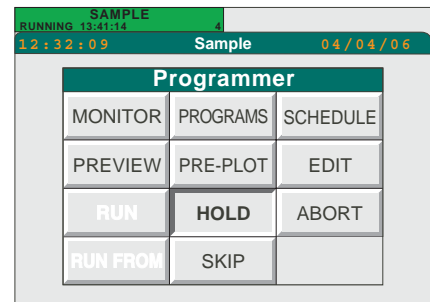 SAMPLE
RUNNING 13:41:14 4
12:32:09 Sample 04/04/06
Programmer
MONITOR PROGRAMS SCHEDULE
PREVIEW PRE-PLOT EDIT
RUN HOLD ABORT
RUN FROM SKIP